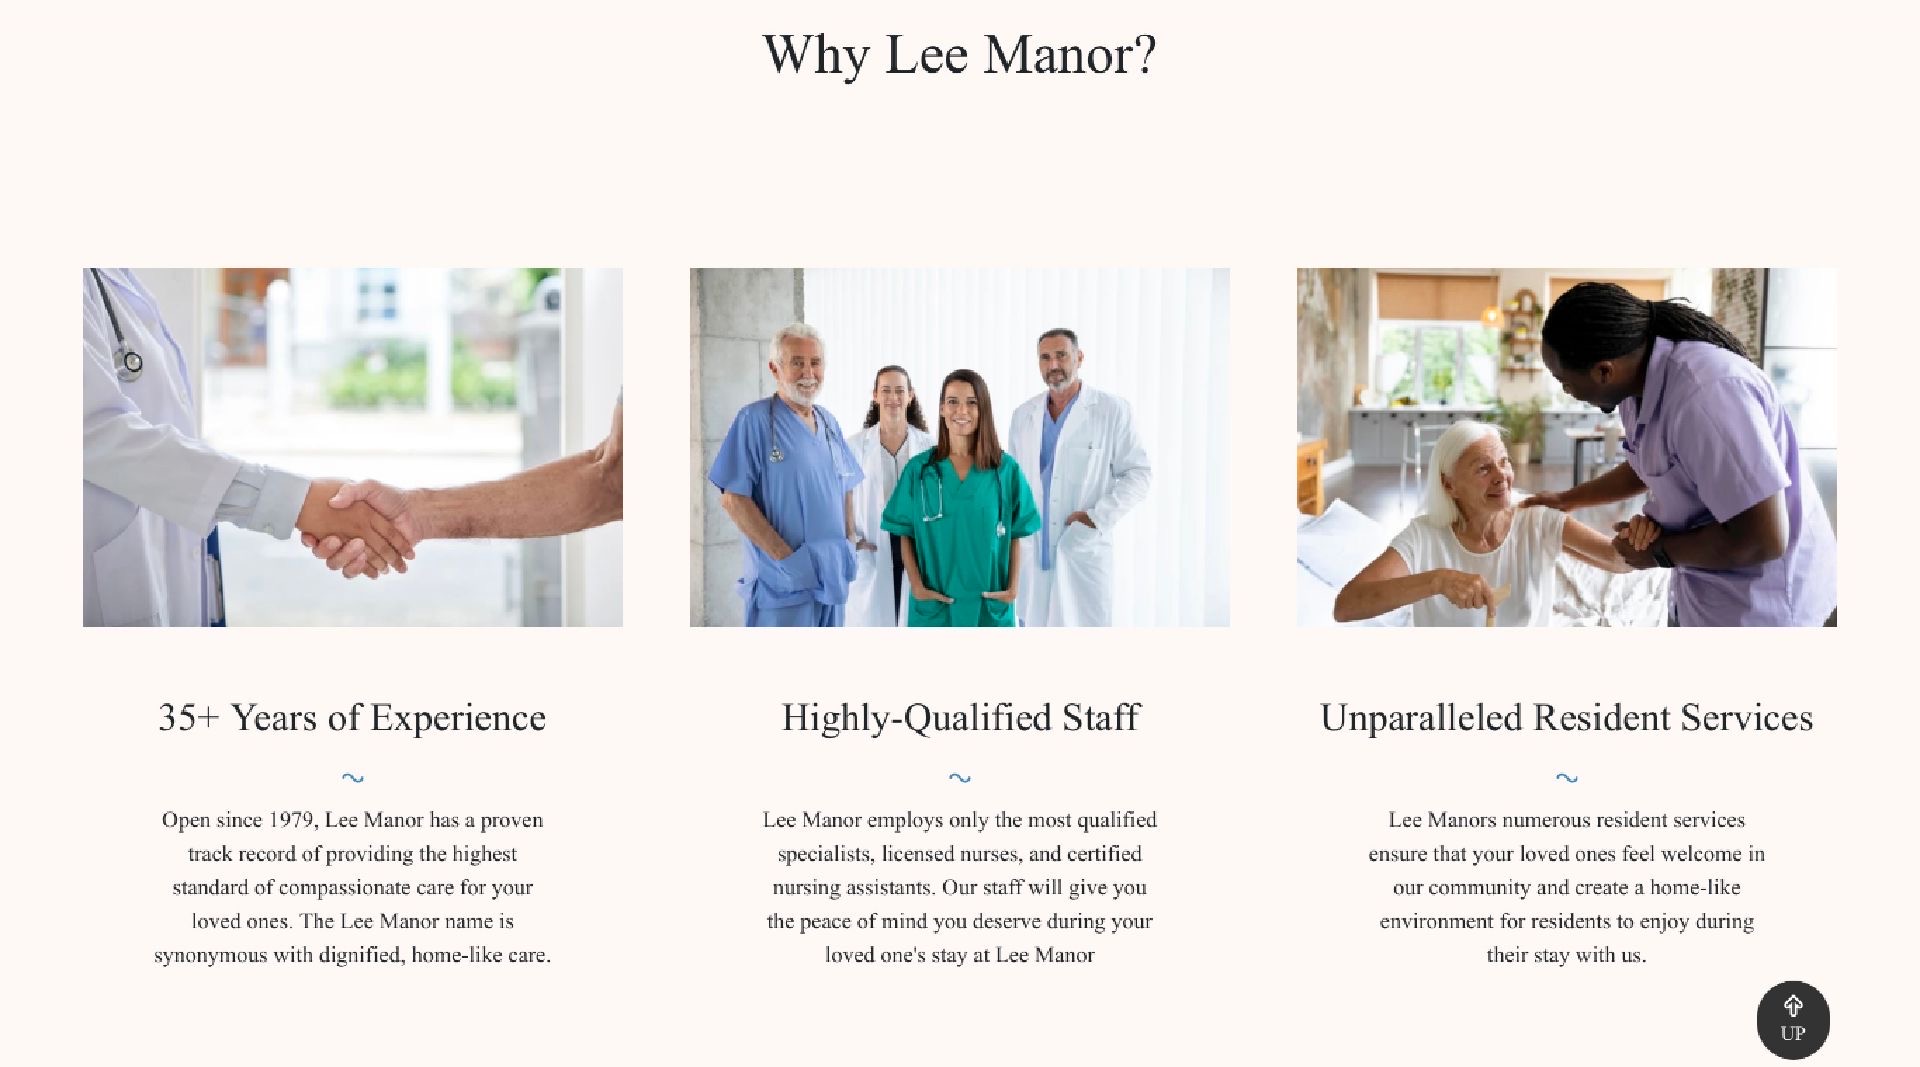 Why Lee Manor?
35+ Years of Experience
~
Open since 1979, Lee Manor has a proven
track record of providing the highest
standard of compassionate care for your
loved ones. The Lee Manor name is
synonymous with dignified, home-like care.
Highly-Qualified Staff
~
Lee Manor employs only the most qualified
specialists, licensed nurses, and certified
nursing assistants. Our staff will give you
the peace of mind you deserve during your
loved one's stay at Lee Manor
Unparalleled Resident Services
~
Lee Manors numerous resident services
ensure that your loved ones feel welcome in
our community and create a home-like
environment for residents to enjoy during
their stay with us.
UP